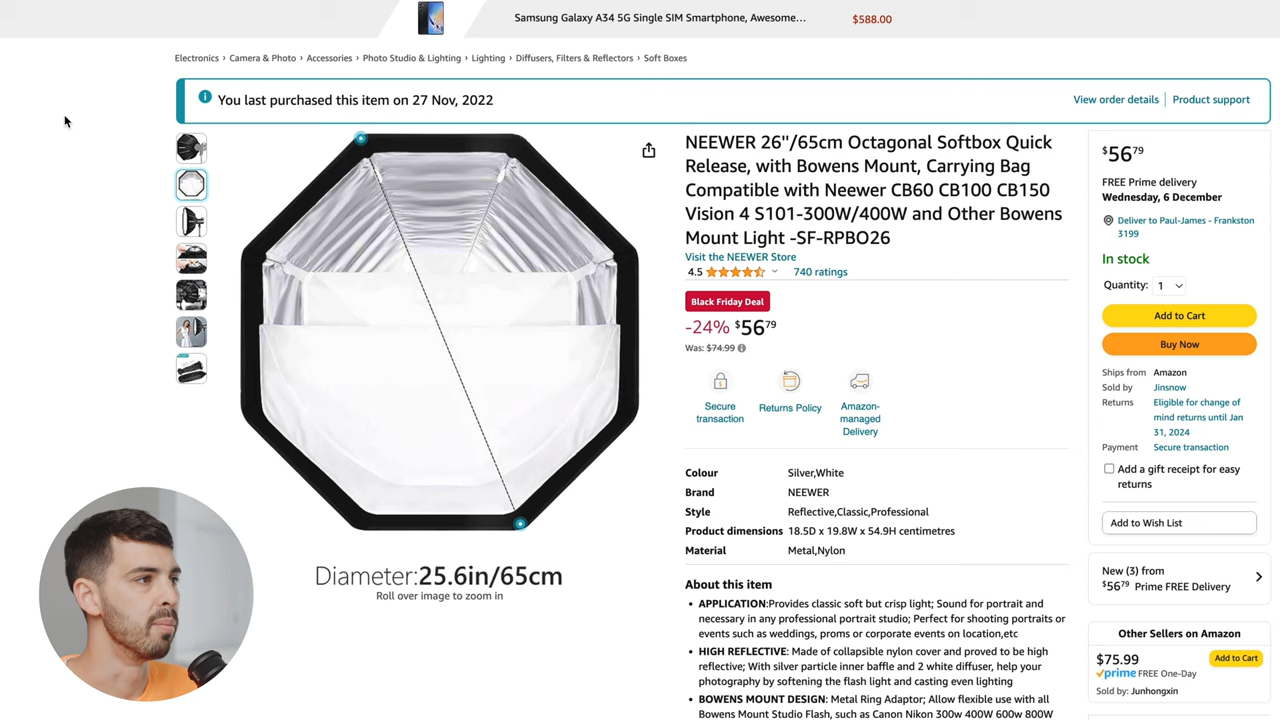 Samsung Galaxy A34 5G Single SIM Smartphone, Awesome… $588.00
Electronics › Camera & Photo › Accessories › Photo Studio & Lighting › Lighting › Diffusers, Filters & Reflectors › Soft Boxes
You last purchased this item on 27 Nov, 2022
View order details | Product support
NEEWER 26"/65cm Octagonal Softbox Quick
Release, with Bowens Mount, Carrying Bag
Compatible with Neewer CB60 CB100 CB150
Vision 4 S101-300W/400W and Other Bowens
Mount Light -SF-RPBO26
Visit the NEEWER Store
4.5 740 ratings
Black Friday Deal
-24% $56 79
Was: $74.99
Secure
transaction
Returns Policy
Amazon-
managed
Delivery
Colour Silver,White
Brand NEEWER
Style Reflective,Classic,Professional
Product dimensions 18.5D x 19.8W x 54.9H centimetres
Material Metal,Nylon
About this item
• APPLICATION:Provides classic soft but crisp light; Sound for portrait and
necessary in any professional portrait studio; Perfect for shooting portraits or
events such as weddings, proms or corporate events on location,etc
• HIGH REFLECTIVE: Made of collapsible nylon cover and proved to be high
reflective; With silver particle inner baffle and 2 white diffuser, help your
photography by softening the flash light and casting even lighting
• BOWENS MOUNT DESIGN: Metal Ring Adaptor; Allow flexible use with all
Bowens Mount Studio Flash, such as Canon Nikon 300w 400W 600w 800W
Diameter:25.6in/65cm
Roll over image to zoom in
$56 79
FREE Prime delivery
Wednesday, 6 December
Deliver to Paul-James - Frankston
3199
In stock
Quantity: 1
Add to Cart
Buy Now
Ships from Amazon
Sold by Jinsnow
Returns Eligible for change of
mind returns until Jan
31, 2024
Payment Secure transaction
Add a gift receipt for easy
returns
Add to Wish List
New (3) from
$56 79 Prime FREE Delivery
Other Sellers on Amazon
$75.99 Add to Cart
prime FREE One-Day
Sold by: Junhongxin